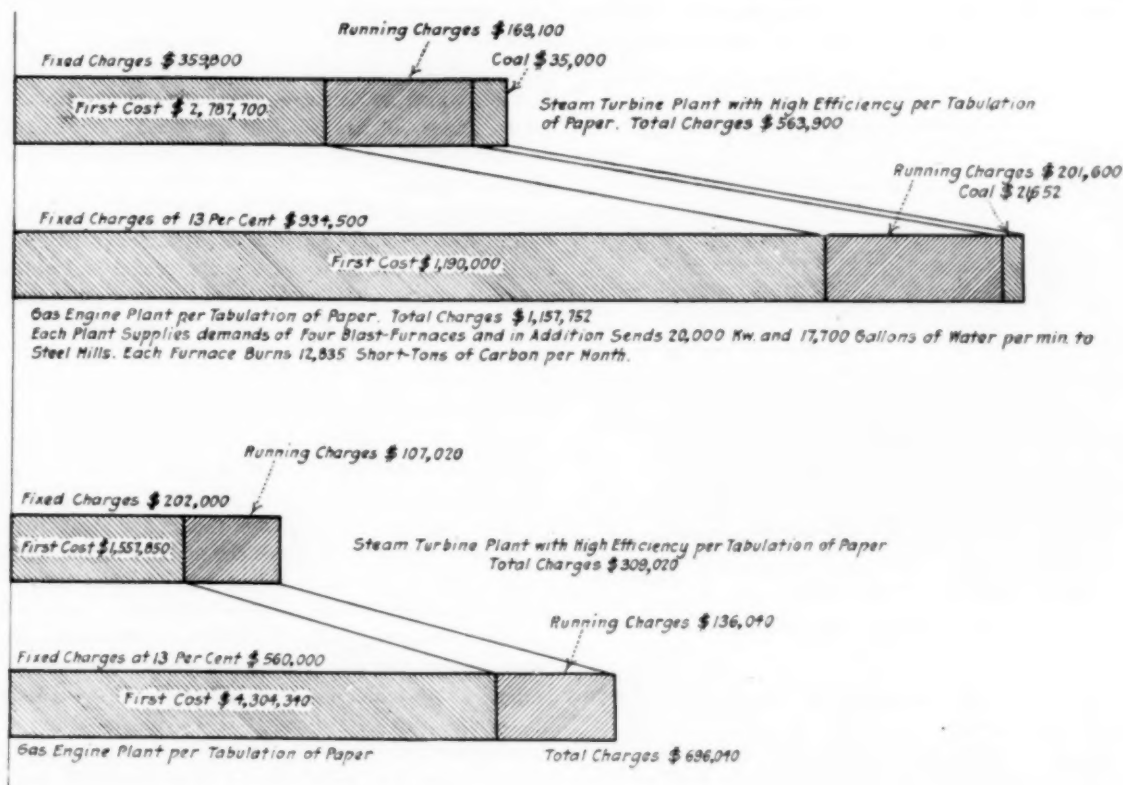 Running Charges $169,100
Fixed Charges $359,800
Coal $35,000
First Cost $2,787,700
Steam Turbine Plant with High Efficiency per Tabulation
of Paper. Total Charges $563,900
Running Charges $201,600
Coal $21,652
Fixed Charges of 13 Per Cent $934,500
First Cost $1,190,000
Gas Engine Plant per Tabulation of Paper. Total Charges $1,157,752
Each Plant Supplies demands of Four Blast-Furnaces and in Addition Sends 20,000 Kw. and 17,700 Gallons of Water per min. to
Steel Mills. Each Furnace Burns 12,835 Short-Tons of Carbon per Month.
Running Charges $107,020
Fixed Charges $202,000
First Cost $1,557,850
Steam Turbine Plant with High Efficiency per Tabulation of Paper
Total Charges $309,020
Running Charges $136,040
Fixed Charges at 13 Per Cent $560,000
First Cost $4,304,340
Gas Engine Plant per Tabulation of Paper
Total Charges $696,040